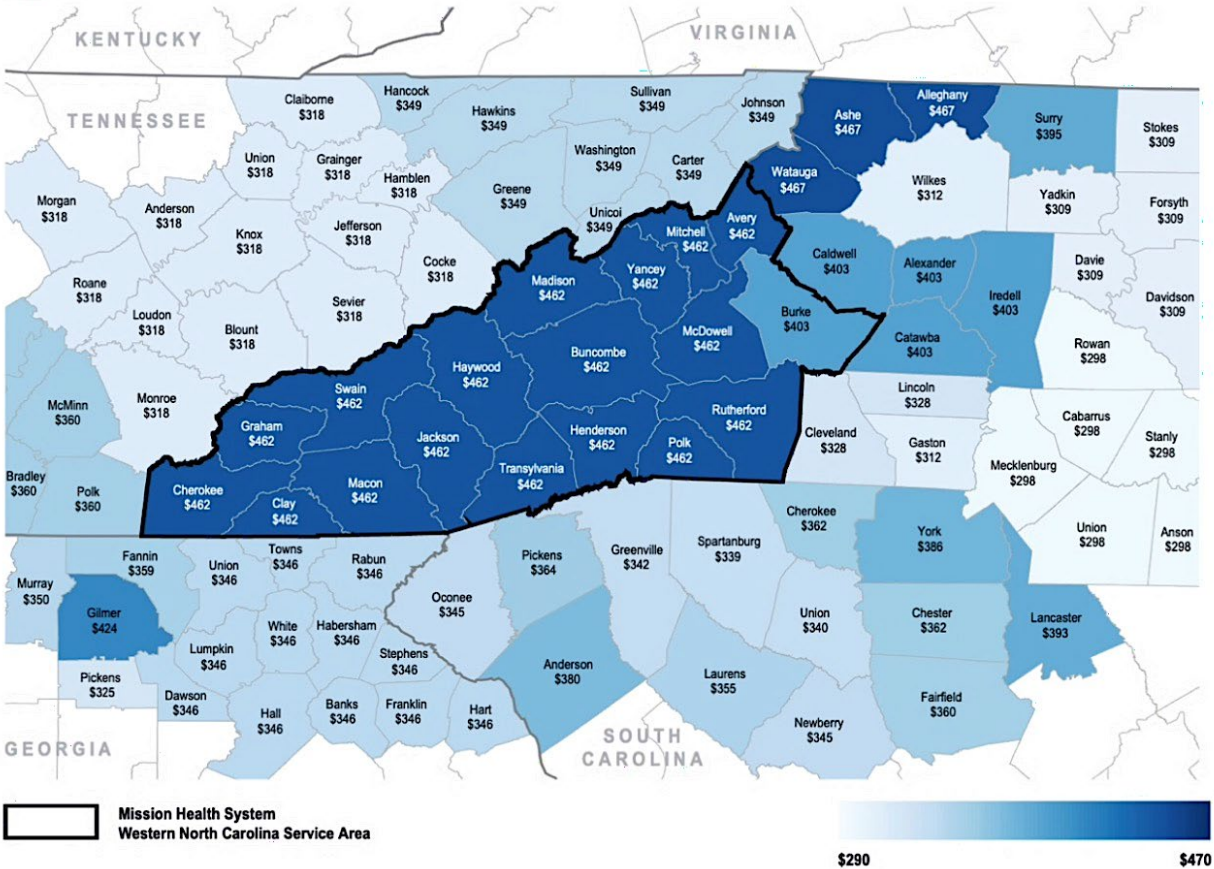 KENTUCKY
VIRGINIA
TENNESSEE
Claiborne
$318
Hancock
$349
Hawkins
$349
Sullivan
$349
Johnson
$349
Ashe
$467
Alleghany
$467
Surry
$395
Stokes
$309
Union
$318
Grainger
$318
Hamblen
$318
Washington
$349
Carter
$349
Watauga
$467
Wilkes
$312
Yadkin
$309
Forsyth
$309
Morgan
$318
Anderson
$318
Knox
$318
Jefferson
$318
Greene
$349
Unicoi
$349
Mitchell
$462
Avery
$462
Caldwell
$403
Alexander
$403
Davie
$309
Davidson
$309
Roane
$318
Loudon
$318
Blount
$318
Sevier
$318
Cocke
$318
Madison
$462
Yancey
$462
McDowell
$462
Burke
$403
Catawba
$403
Iredell
$403
Rowan
$298
McMinn
$360
Monroe
$318
Swain
$462
Haywood
$462
Buncombe
$462
Rutherford
$462
Lincoln
$328
Cabarrus
$298
Stanly
$298
Graham
$462
Jackson
$462
Henderson
$462
Polk
$462
Cleveland
$328
Gaston
$312
Mecklenburg
$298
Bradley
$360
Polk
$360
Cherokee
$462
Clay
$462
Macon
$462
Transylvania
$462
Cherokee
$362
York
$386
Union
$298
Anson
$298
Murray
$350
Fannin
$359
Union
$346
Towns
$346
Rabun
$346
Oconee
$345
Pickens
$364
Greenville
$342
Spartanburg
$339
Union
$340
Chester
$362
Lancaster
$393
Gilmer
$424
White
$346
Habersham
$346
Lumpkin
$346
Stephens
$346
Anderson
$380
Laurens
$355
Fairfield
$360
Pickens
$325
Dawson
$346
Hall
$346
Banks
$346
Franklin
$346
Hart
$346
Newberry
$345
GEORGIA
SOUTH
CAROLINA
Mission Health System
Western North Carolina Service Area
$290
$470